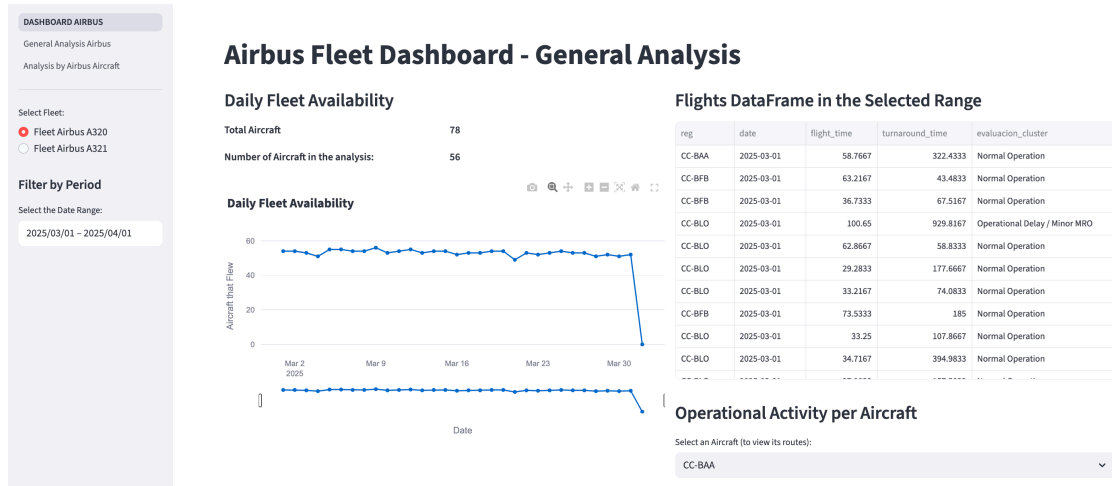 DASHBOARD AIRBUS
General Analysis Airbus
Analysis by Airbus Aircraft
Select Fleet:
Fleet Airbus A320
Fleet Airbus A321
Filter by Period
Select the Date Range:
2025/03/01 – 2025/04/01
Airbus Fleet Dashboard - General Analysis
Daily Fleet Availability
Total Aircraft 78
Number of Aircraft in the analysis: 56
Daily Fleet Availability
Aircraft that Flew
60
40
20
0
Mar 2 Mar 9 Mar 16 Mar 23 Mar 30
2025
Date
Flights DataFrame in the Selected Range
reg date flight_time turnaround_time evaluacion_cluster
CC-BAA 2025-03-01 58.7667 322.4333 Normal Operation
CC-BFB 2025-03-01 63.2167 43.4833 Normal Operation
CC-BFB 2025-03-01 36.7333 67.5167 Normal Operation
CC-BLO 2025-03-01 100.65 929.8167 Operational Delay / Minor MRO
CC-BLO 2025-03-01 62.8667 58.8333 Normal Operation
CC-BLO 2025-03-01 29.2833 177.6667 Normal Operation
CC-BLO 2025-03-01 33.2167 74.0833 Normal Operation
CC-BFB 2025-03-01 73.5333 185 Normal Operation
CC-BLO 2025-03-01 33.25 107.8667 Normal Operation
CC-BLO 2025-03-01 34.7167 394.9833 Normal Operation
Operational Activity per Aircraft
Select an Aircraft (to view its routes):
CC-BAA